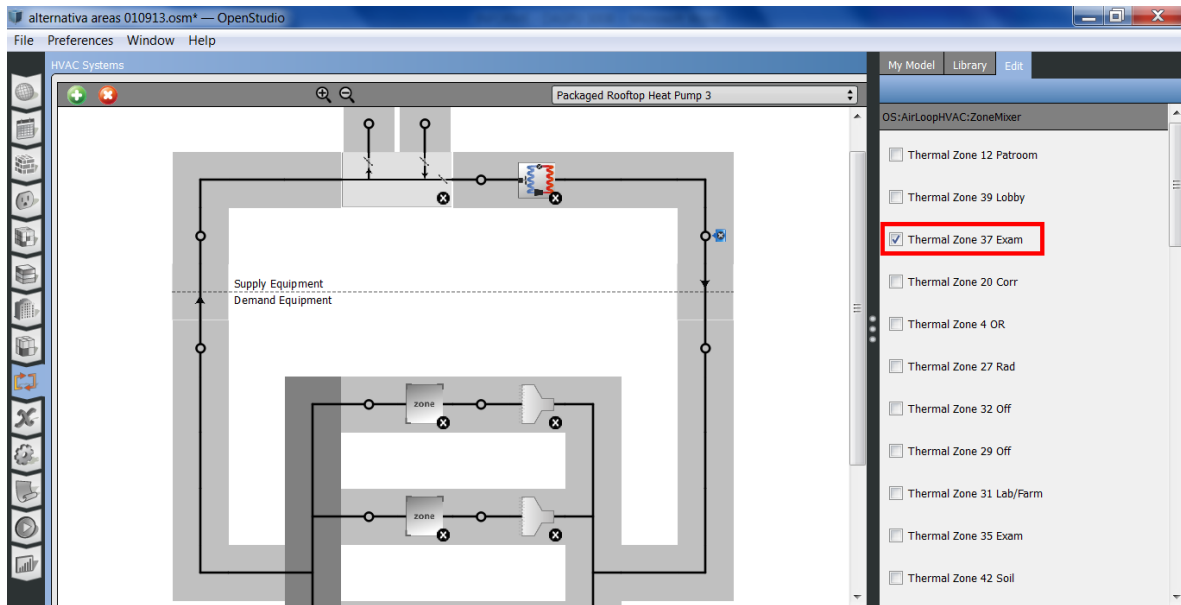 alternativa areas 010913.osm* — OpenStudio
File Preferences Window Help
HVAC Systems
My Model Library Edit
Packaged Rooftop Heat Pump 3
OS:AirLoopHVAC:ZoneMixer
Thermal Zone 12 Patroom
Thermal Zone 39 Lobby
Thermal Zone 37 Exam
Thermal Zone 20 Corr
Thermal Zone 4 OR
Thermal Zone 27 Rad
Thermal Zone 32 Off
Thermal Zone 29 Off
Thermal Zone 31 Lab/Farm
Thermal Zone 35 Exam
Thermal Zone 42 Soil
Supply Equipment
Demand Equipment
zone
zone